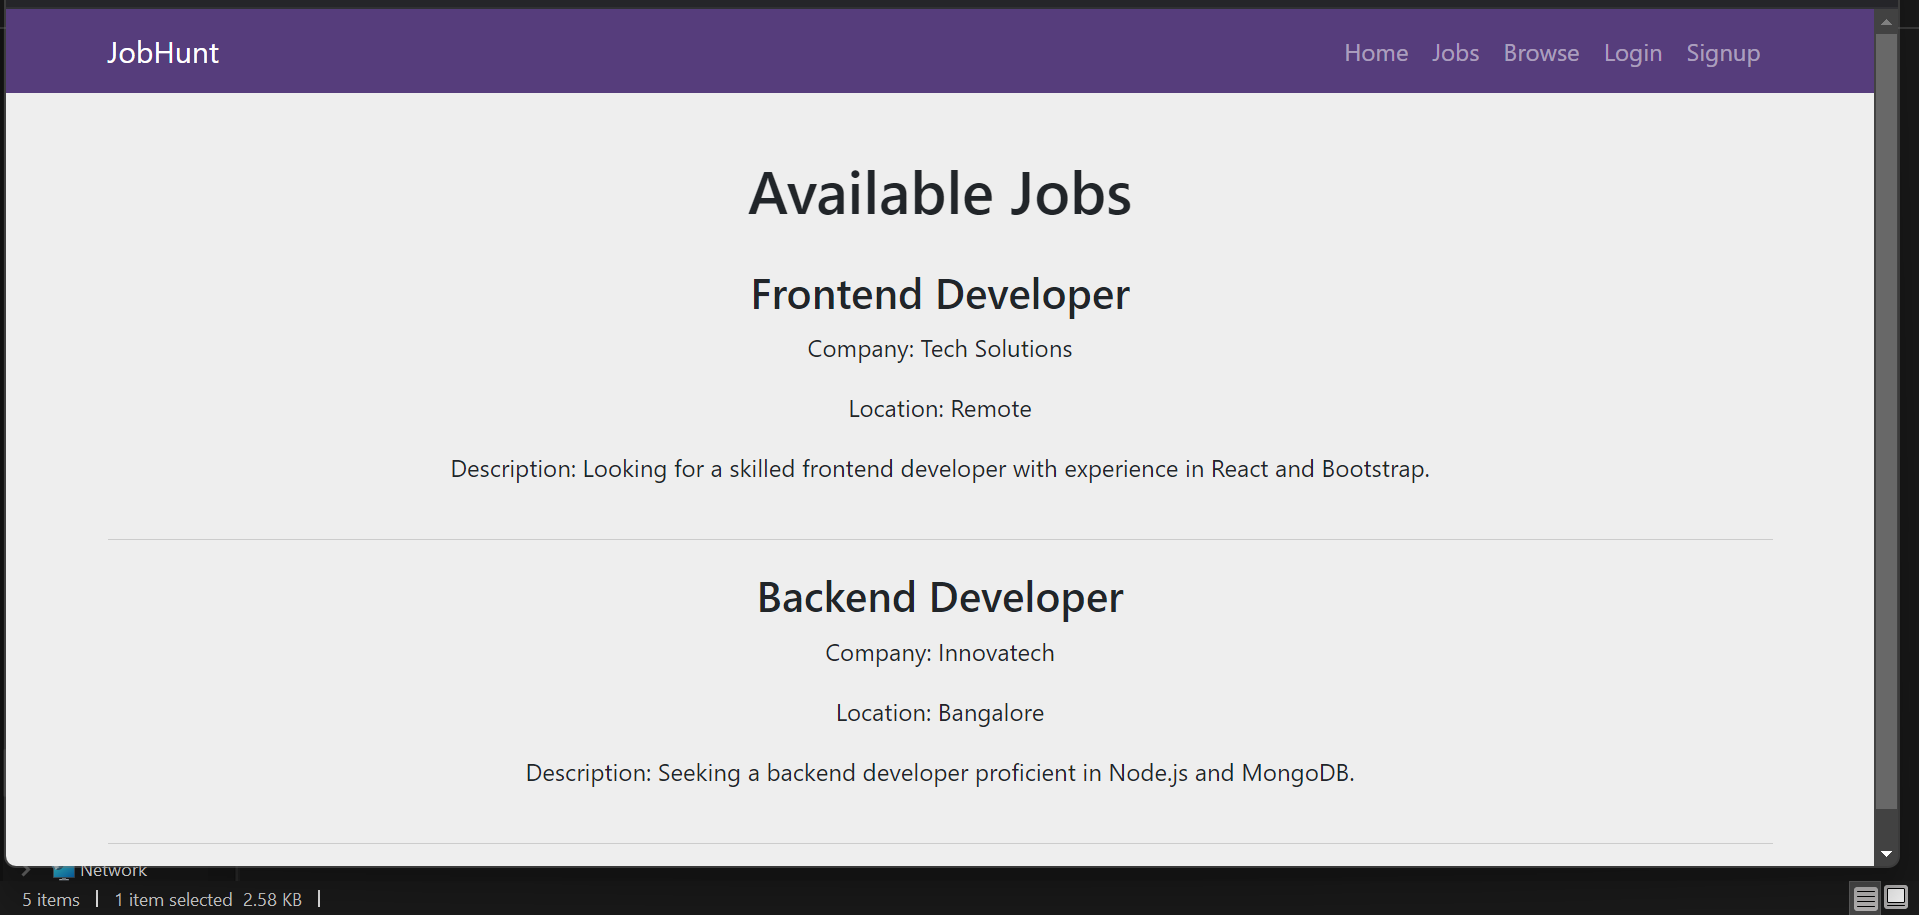 JobHunt
Home Jobs Browse Login Signup
Available Jobs
Frontend Developer
Company: Tech Solutions
Location: Remote
Description: Looking for a skilled frontend developer with experience in React and Bootstrap.
Backend Developer
Company: Innovatech
Location: Bangalore
Description: Seeking a backend developer proficient in Node.js and MongoDB.
Network
5 items 1 item selected 2.58 KB